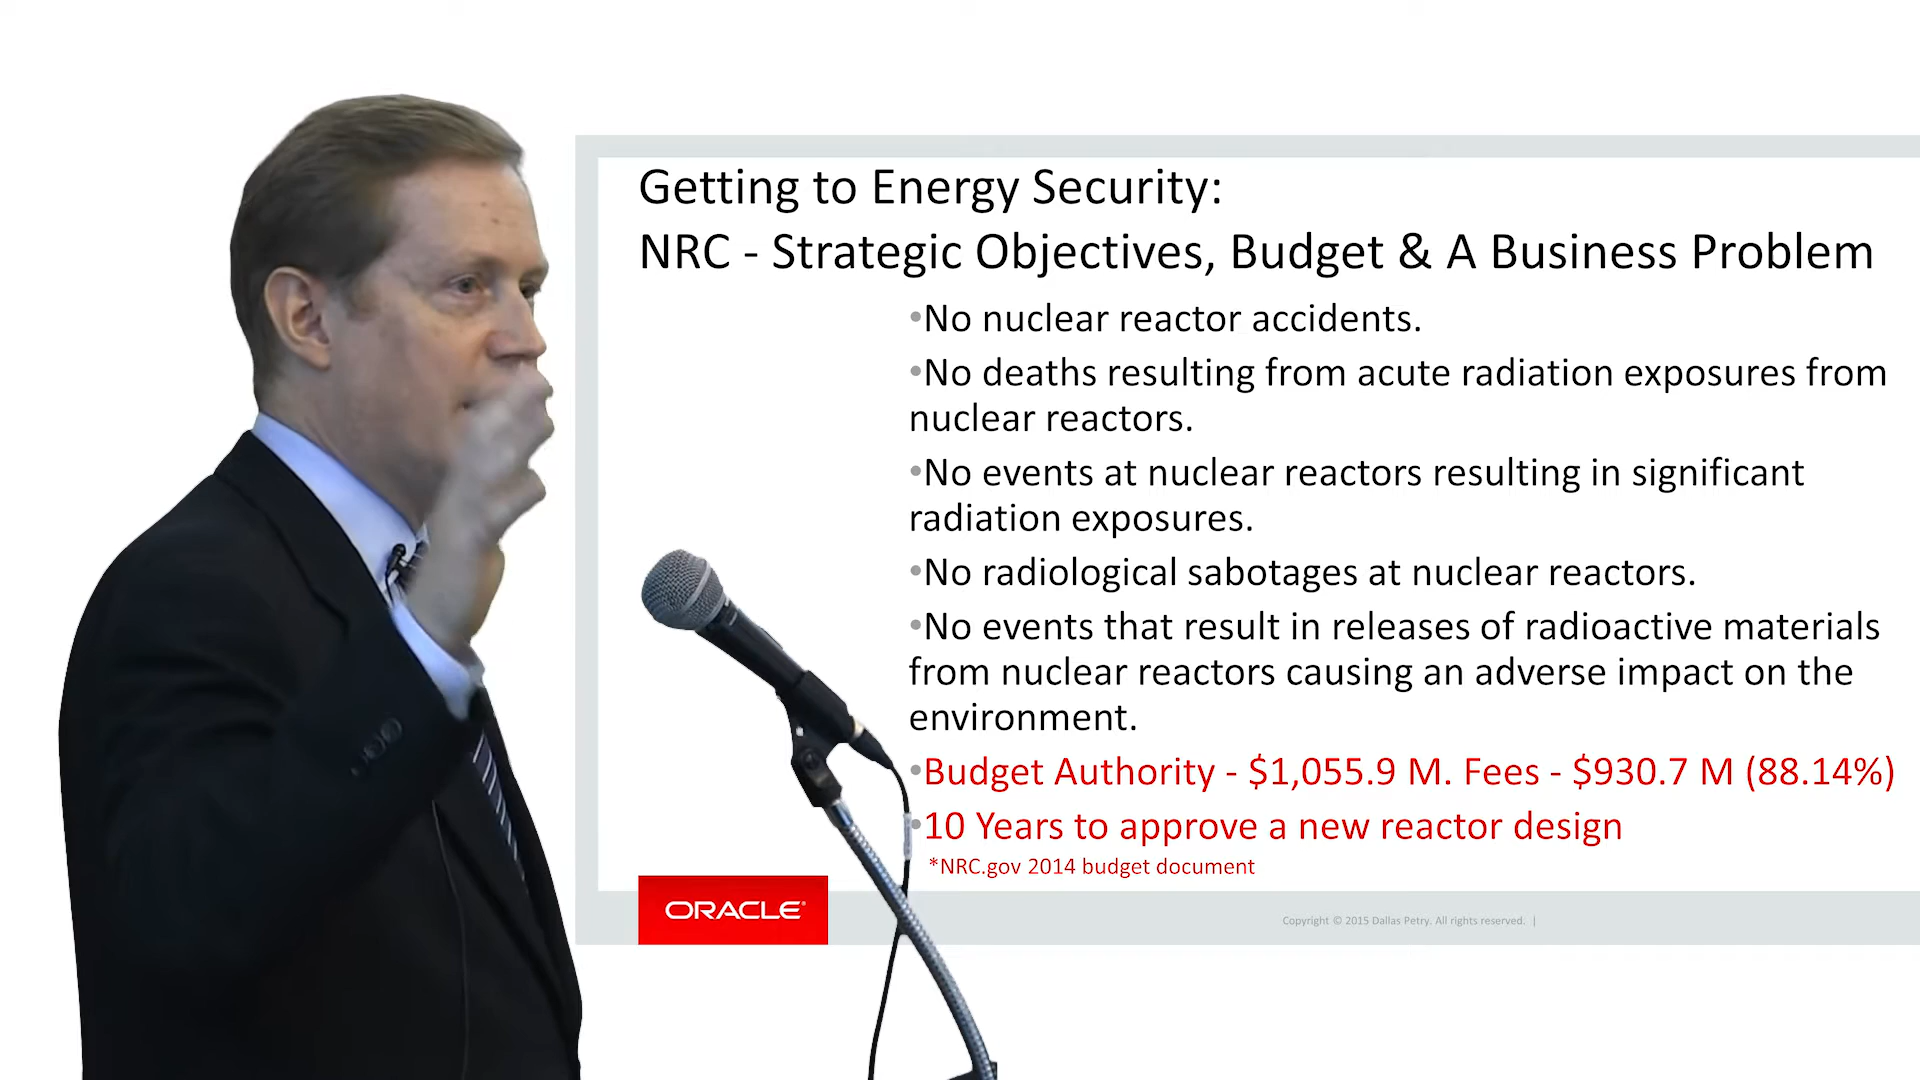 Getting to Energy Security:
NRC - Strategic Objectives, Budget & A Business Problem
•No nuclear reactor accidents.
•No deaths resulting from acute radiation exposures from
nuclear reactors.
•No events at nuclear reactors resulting in significant
radiation exposures.
•No radiological sabotages at nuclear reactors.
•No events that result in releases of radioactive materials
from nuclear reactors causing an adverse impact on the
environment.
•Budget Authority - $1,055.9 M. Fees - $930.7 M (88.14%)
•10 Years to approve a new reactor design
*NRC.gov 2014 budget document
ORACLE®
Copyright © 2015 Dallas Petry. All rights reserved. |